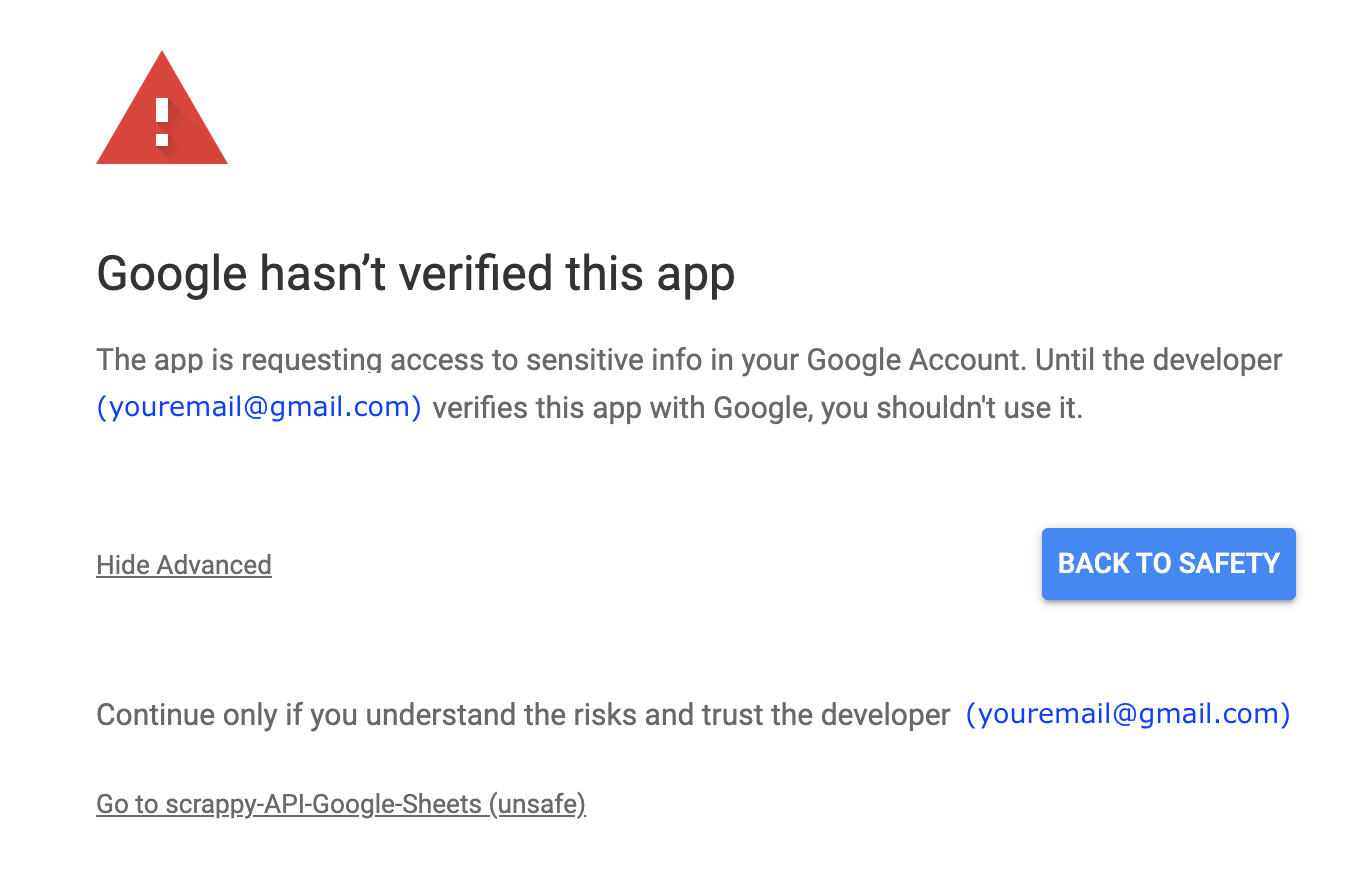 Google hasn’t verified this app
The app is requesting access to sensitive info in your Google Account. Until the developer
(youremail@gmail.com) verifies this app with Google, you shouldn't use it.
Hide Advanced
BACK TO SAFETY
Continue only if you understand the risks and trust the developer (youremail@gmail.com)
Go to scrappy-API-Google-Sheets (unsafe)